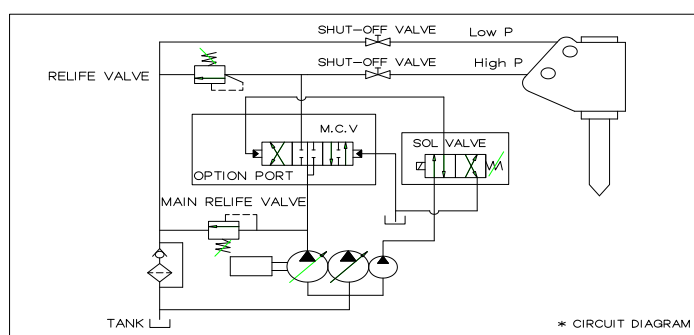 SHUT-OFF VALVE
Low P
RELIFE VALVE
SHUT-OFF VALVE
High P
M.C.V
SOL VALVE
OPTION PORT
MAIN RELIFE VALVE
TANK
* CIRCUIT DIAGRAM